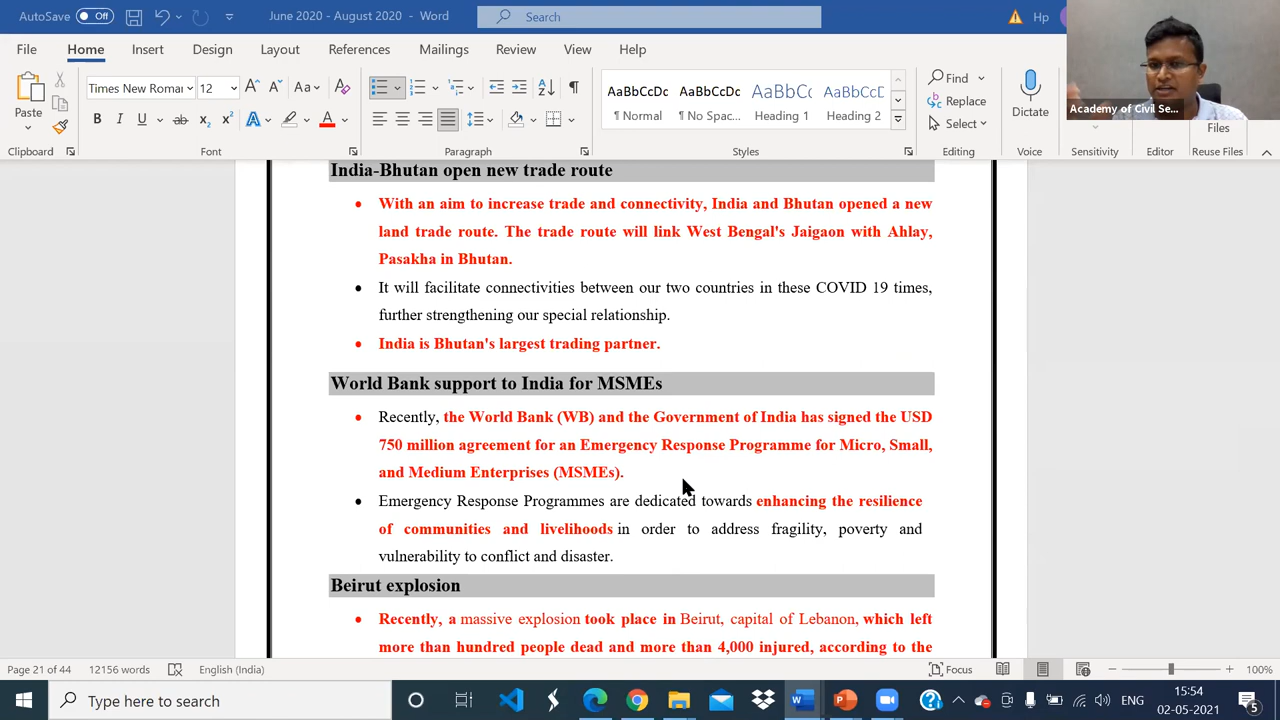 AutoSave Off June 2020 - August 2020 - Word Search Hp
File Home Insert Design Layout References Mailings Review View Help
Paste Times New Roma 12 Aa AaBbCcDc AaBbCcDc AaBbCc AaBbCcD Find Replace Select Dictate Files
¶ Normal ¶ No Spac... Heading 1 Heading 2
Academy of Civil Se...
Clipboard Font Paragraph Styles Editing Voice Sensitivity Editor Reuse Files
India-Bhutan open new trade route
• With an aim to increase trade and connectivity, India and Bhutan opened a new
land trade route. The trade route will link West Bengal's Jaigaon with Ahlay,
Pasakha in Bhutan.
• It will facilitate connectivities between our two countries in these COVID 19 times,
further strengthening our special relationship.
• India is Bhutan's largest trading partner.
World Bank support to India for MSMEs
• Recently, the World Bank (WB) and the Government of India has signed the USD
750 million agreement for an Emergency Response Programme for Micro, Small,
and Medium Enterprises (MSMEs).
• Emergency Response Programmes are dedicated towards enhancing the resilience
of communities and livelihoods in order to address fragility, poverty and
vulnerability to conflict and disaster.
Beirut explosion
• Recently, a massive explosion took place in Beirut, capital of Lebanon, which left
more than hundred people dead and more than 4,000 injured, according to the
Page 21 of 44 12156 words English (India) Focus 100%
Type here to search ENG 15:54
02-05-2021 5